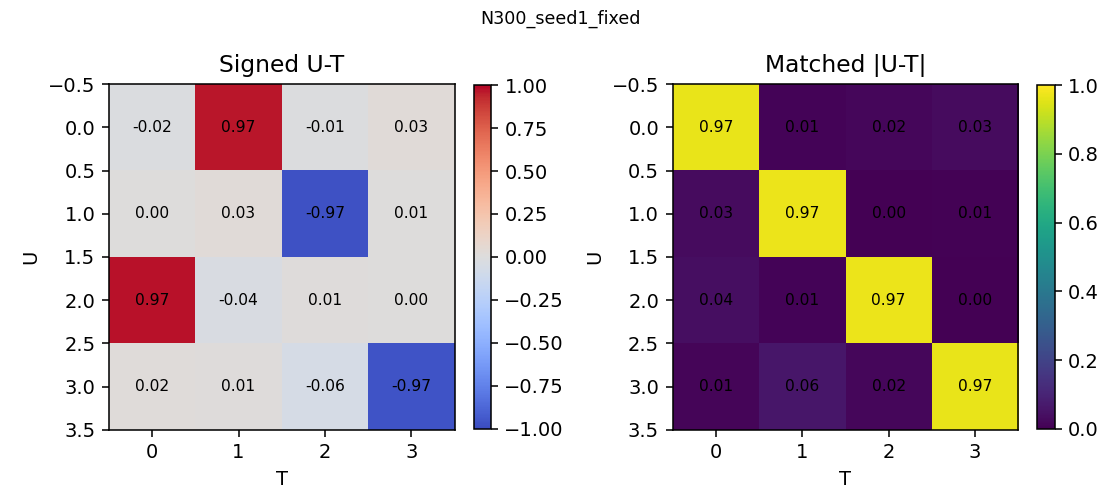 N300_seed1_fixed
Signed U-T
Matched |U-T|
−0.5
0.0
0.5
1.0
1.5
2.0
2.5
3.0
3.5
U
-0.02 0.97 -0.01 0.03
0.00 0.03 -0.97 0.01
0.97 -0.04 0.01 0.00
0.02 0.01 -0.06 -0.97
0 1 2 3
T
1.00
0.75
0.50
0.25
0.00
−0.25
−0.50
−0.75
−1.00
−0.5
0.0
0.5
1.0
1.5
2.0
2.5
3.0
3.5
U
0.97 0.01 0.02 0.03
0.03 0.97 0.00 0.01
0.04 0.01 0.97 0.00
0.01 0.06 0.02 0.97
0 1 2 3
T
1.0
0.8
0.6
0.4
0.2
0.0